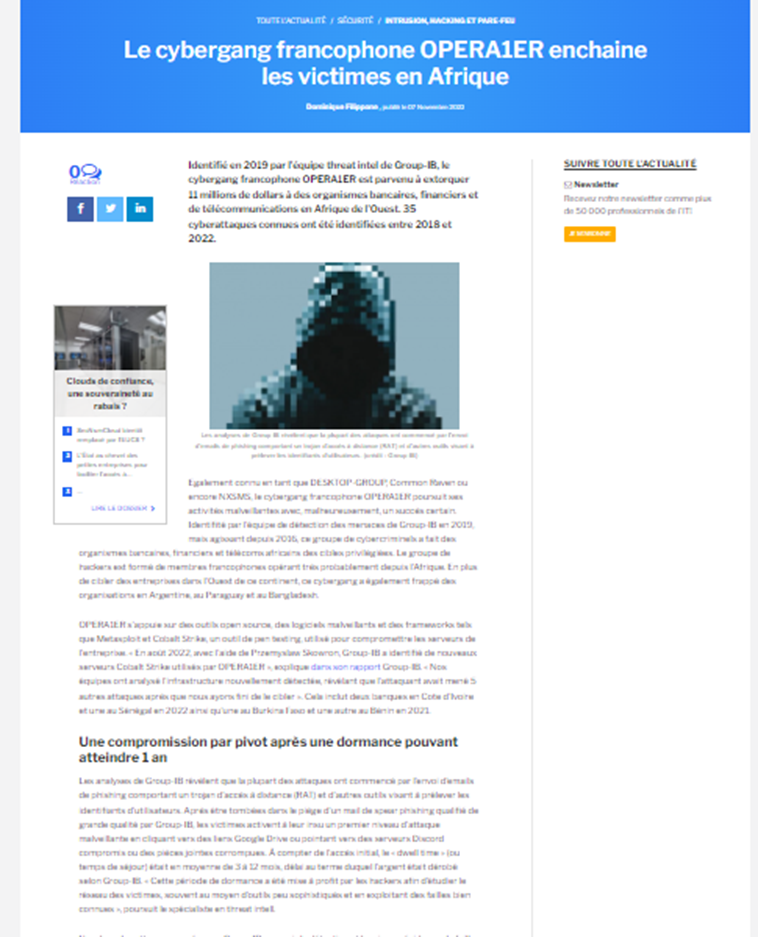 TOUTE L'ACTUALITÉ / SÉCURITÉ / INTRUSION, HACKING ET PARE-FEU
Le cybergang francophone OPERA1ER enchaine
les victimes en Afrique
Dominique Filippone, publié le 07 Novembre 2022
0
Réaction
Identifié en 2019 par l'équipe threat intel de Group-IB, le
cybergang francophone OPERA1ER est parvenu à extorquer
11 millions de dollars à des organismes bancaires, financiers et
de télécommunications en Afrique de l'Ouest. 35
cyberattaques connues ont été identifiées entre 2018 et
2022.
SUIVRE TOUTE L'ACTUALITÉ
Newsletter
Recevez notre newsletter comme plus
de 50 000 professionnels de l'IT!
JE M'ABONNE
Clouds de confiance,
une souveraineté au
rabais ?
1
remplacé par l'EUCS ?
2 L'Etat au chevet des
petites entreprises pour
faciliter l'accès à...
3 ...
LIRE LE DOSSIER
Les analyses de Group-IB révèlent que la plupart des attaques ont commencé par l'envoi
d'emails de phishing comportant un trojan d'accès à distance (RAT) et d'autres outils visant à
prélever les identifiants d'utilisateurs. (crédit : Group-IB)
Egalement connu en tant que DESKTOP-GROUP, Common Raven ou
encore NXSMS, le cybergang francophone OPERA1ER poursuit ses
activités malveillantes avec, malheureusement, un succès certain.
Identifié par l'équipe de détection des menaces de Group-IB en 2019,
mais agissant depuis 2016, ce groupe de cybercriminels a fait des
organismes bancaires, financiers et télécoms africains des cibles privilégiées. Le groupe de
hackers est formé de membres francophones opérant très probablement depuis l'Afrique. En plus
de cibler des entreprises dans l'Ouest de ce continent, ce cybergang a également frappé des
organisations en Argentine, au Paraguay et au Bangladesh.
OPERA1ER s'appuie sur des outils open source, des logiciels malveillants et des frameworks tels
que Metasploit et Cobalt Strike, un outil de pen testing, utilisé pour compromettre les serveurs de
l'entreprise. « En août 2022, avec l'aide de Przemyslaw Skowron, Group-IB a identifié de nouveaux
serveurs Cobalt Strike utilisés par OPERA1ER », explique dans son rapport Group-IB. « Nos
équipes ont analysé l'infrastructure nouvellement détectée, révélant que l'attaquant avait mené 5
autres attaques après que nous ayons fini de le cibler ». Cela inclut deux banques en Cote d'Ivoire
et une au Sénégal en 2022 ainsi qu'une au Burkina Faso et une autre au Bénin en 2021.
Une compromission par pivot après une dormance pouvant
atteindre 1 an
Les analyses de Group-IB révèlent que la plupart des attaques ont commencé par l'envoi d'emails
de phishing comportant un trojan d'accès à distance (RAT) et d'autres outils visant à prélever les
identifiants d'utilisateurs. Après être tombées dans le piège d'un mail de spear phishing qualifié de
grande qualité par Group-IB, les victimes activent à leur insu un premier niveau d'attaque
malveillante en cliquant vers des liens Google Drive ou pointant vers des serveurs Discord
compromis ou des pièces jointes corrompues. À compter de l'accès initial, le « dwell time » (ou
temps de séjour) était en moyenne de 3 à 12 mois, délai au terme duquel l'argent était dérobé
selon Group-IB. « Cette période de dormance a été mise à profit par les hackers afin d'étudier le
réseau des victimes, souvent au moyen d'outils peu sophistiqués et en exploitant des failles bien
connues », poursuit le spécialiste en threat intell.